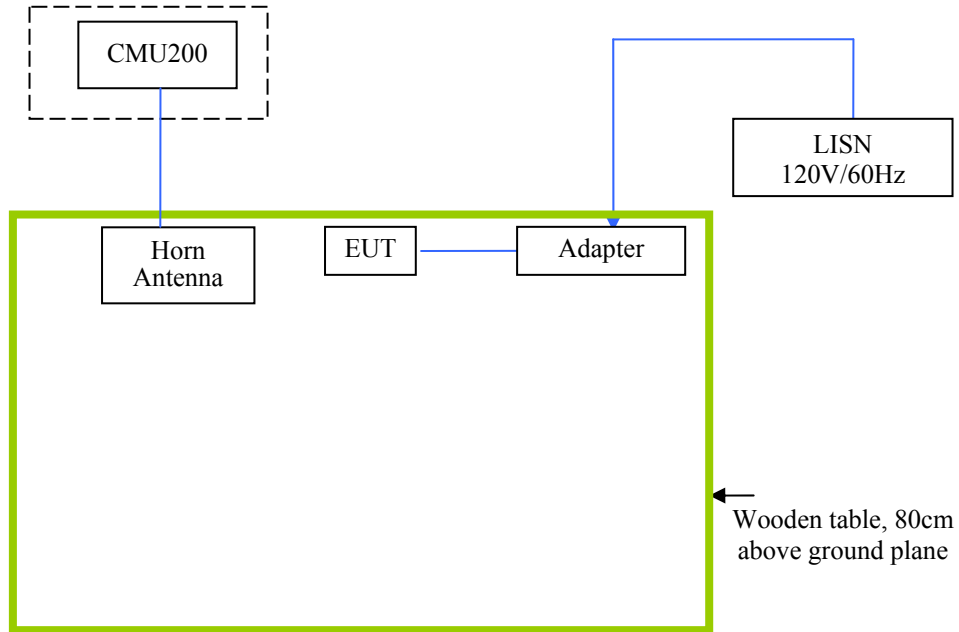 CMU200
LISN
120V/60Hz
Horn
Antenna
EUT
Adapter
Wooden table, 80cm
above ground plane